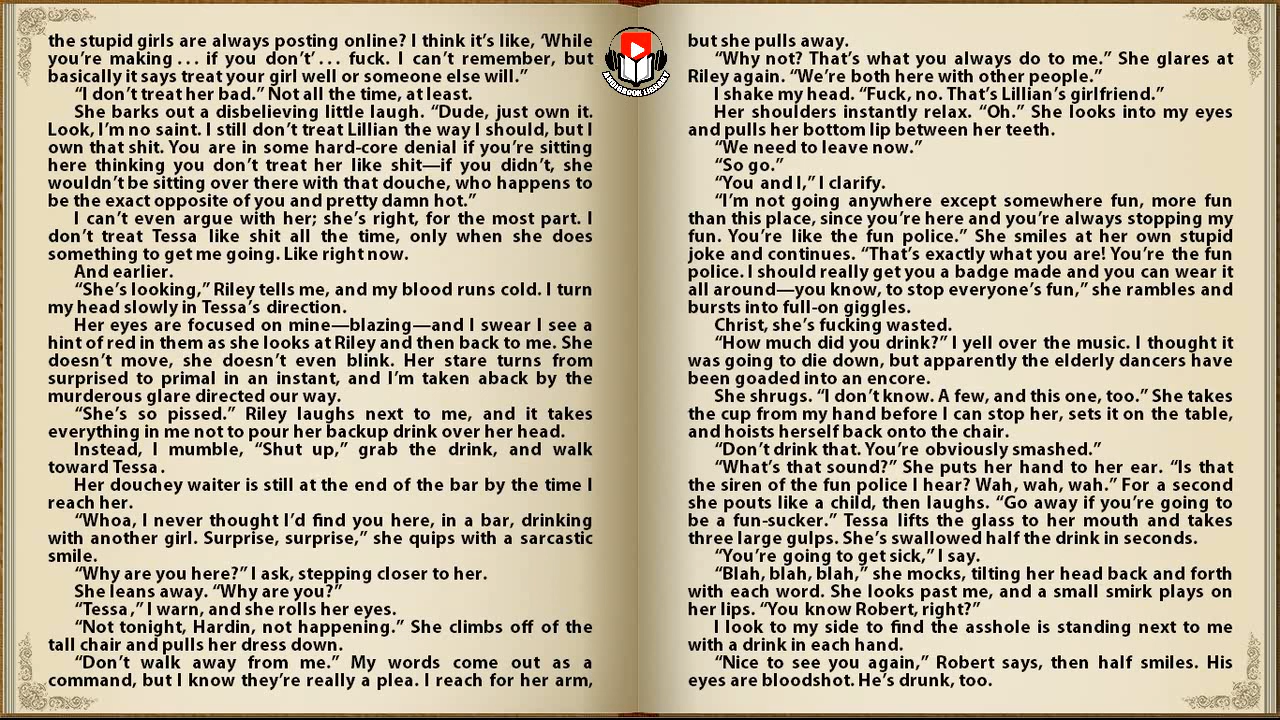 the stupid girls are always posting online? I think it’s like, ‘While
you’re making . . . if you don’t’ . . . fuck. I can’t remember, but
basically it says treat your girl well or someone else will.”
“I don’t treat her bad.” Not all the time, at least.
She barks out a disbelieving little laugh. “Dude, just own it.
Look, I’m no saint. I still don’t treat Lillian the way I should, but I
own that shit. You are in some hard-core denial if you’re sitting
here thinking you don’t treat her like shit—if you didn’t, she
wouldn’t be sitting over there with that douche, who happens to
be the exact opposite of you and pretty damn hot.”
I can’t even argue with her; she’s right, for the most part. I
don’t treat Tessa like shit all the time, only when she does
something to get me going. Like right now.
And earlier.
“She’s looking,” Riley tells me, and my blood runs cold. I turn
my head slowly in Tessa’s direction.
Her eyes are focused on mine—blazing—and I swear I see a
hint of red in them as she looks at Riley and then back to me. She
doesn’t move, she doesn’t even blink. Her stare turns from
surprised to primal in an instant, and I’m taken aback by the
murderous glare directed our way.
“She’s so pissed.” Riley laughs next to me, and it takes
everything in me not to pour her backup drink over her head.
Instead, I mumble, “Shut up,” grab the drink, and walk
toward Tessa.
Her douchey waiter is still at the end of the bar by the time I
reach her.
“Whoa, I never thought I’d find you here, in a bar, drinking
with another girl. Surprise, surprise,” she quips with a sarcastic
smile.
“Why are you here?” I ask, stepping closer to her.
She leans away. “Why are you?”
“Tessa,” I warn, and she rolls her eyes.
“Not tonight, Hardin, not happening.” She climbs off of the
tall chair and pulls her dress down.
“Don’t walk away from me.” My words come out as a
command, but I know they’re really a plea. I reach for her arm,
AUDIOBOOK LIBRARY
but she pulls away.
“Why not? That’s what you always do to me.” She glares at
Riley again. “We’re both here with other people.”
I shake my head. “Fuck, no. That’s Lillian’s girlfriend.”
Her shoulders instantly relax. “Oh.” She looks into my eyes
and pulls her bottom lip between her teeth.
“We need to leave now.”
“So go.”
“You and I,” I clarify.
“I’m not going anywhere except somewhere fun, more fun
than this place, since you’re here and you’re always stopping my
fun. You’re like the fun police.” She smiles at her own stupid
joke and continues. “That’s exactly what you are! You’re the fun
police. I should really get you a badge made and you can wear it
all around—you know, to stop everyone’s fun,” she rambles and
bursts into full-on giggles.
Christ, she’s fucking wasted.
“How much did you drink?” I yell over the music. I thought it
was going to die down, but apparently the elderly dancers have
been goaded into an encore.
She shrugs. “I don’t know. A few, and this one, too.” She takes
the cup from my hand before I can stop her, sets it on the table,
and hoists herself back onto the chair.
“Don’t drink that. You’re obviously smashed.”
“What’s that sound?” She puts her hand to her ear. “Is that
the siren of the fun police I hear? Wah, wah, wah.” For a second
she pouts like a child, then laughs. “Go away if you’re going to
be a fun-sucker.” Tessa lifts the glass to her mouth and takes
three large gulps. She’s swallowed half the drink in seconds.
“You’re going to get sick,” I say.
“Blah, blah, blah,” she mocks, tilting her head back and forth
with each word. She looks past me, and a small smirk plays on
her lips. “You know Robert, right?”
I look to my side to find the asshole is standing next to me
with a drink in each hand.
“Nice to see you again,” Robert says, then half smiles. His
eyes are bloodshot. He’s drunk, too.